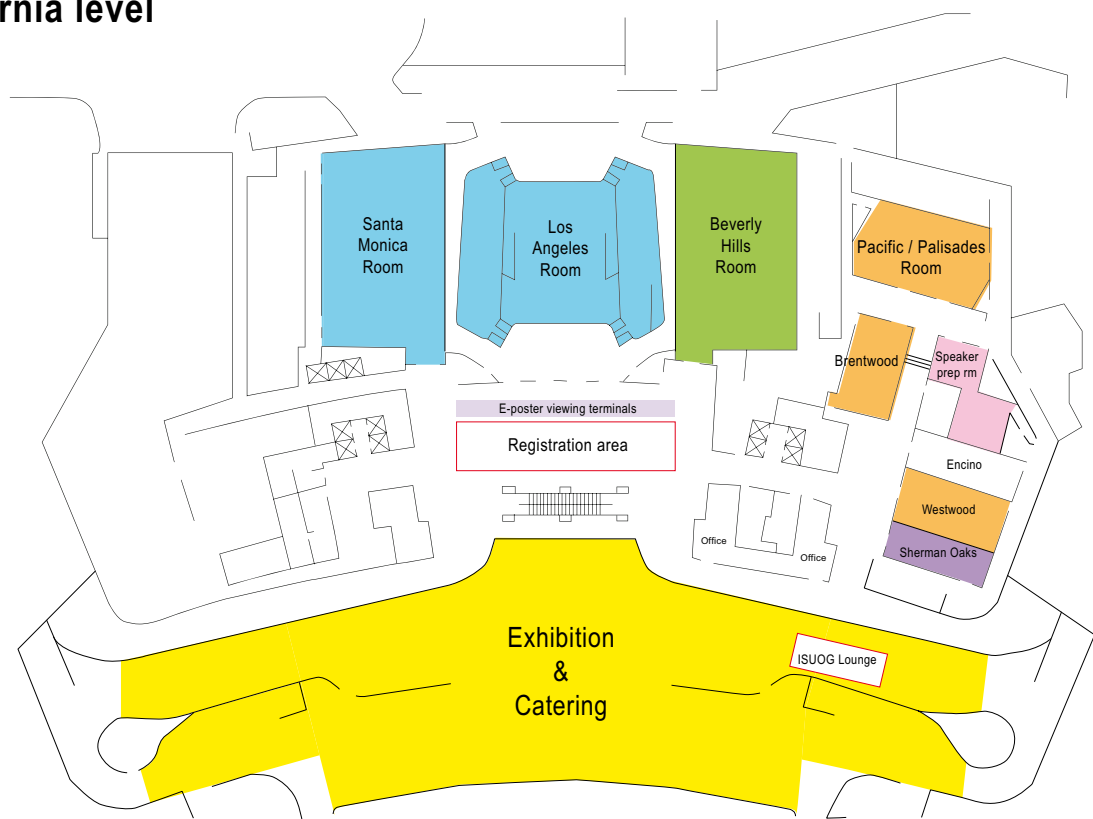 rnia level
Santa
Monica
Room
Los
Angeles
Room
Beverly
Hills
Room
Pacific / Palisades
Room
Brentwood
Speaker
prep rm
E-poster viewing terminals
Registration area
Encino
Westwood
Sherman Oaks
Office
Office
Exhibition
&
Catering
ISUOG Lounge